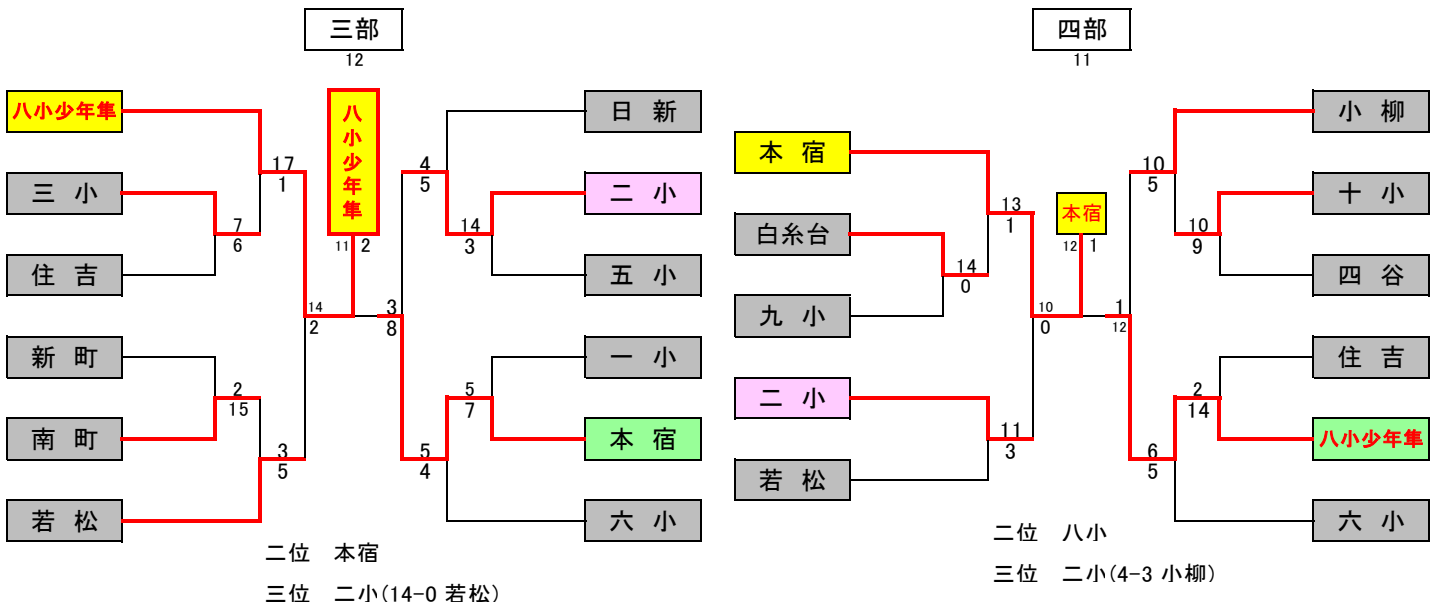 三部
12
八小少年隼
三 小
住 吉
新 町
南 町
若 松
17
1
7
6
2
15
3
5
14
2
八小少年隼
11 2
4
5
14
3
3
8
5
7
5
4
日 新
二 小
五 小
一 小
本 宿
六 小
二位 本宿
三位 二小(14-0 若松)
四部
11
本 宿
白糸台
九 小
二 小
若 松
13
1
14
0
11
3
10
0
本宿
12 1
10
5
10
9
1
12
2
14
6
5
小 柳
十 小
四 谷
住 吉
八小少年隼
六 小
二位 八小
三位 二小(4-3 小柳)